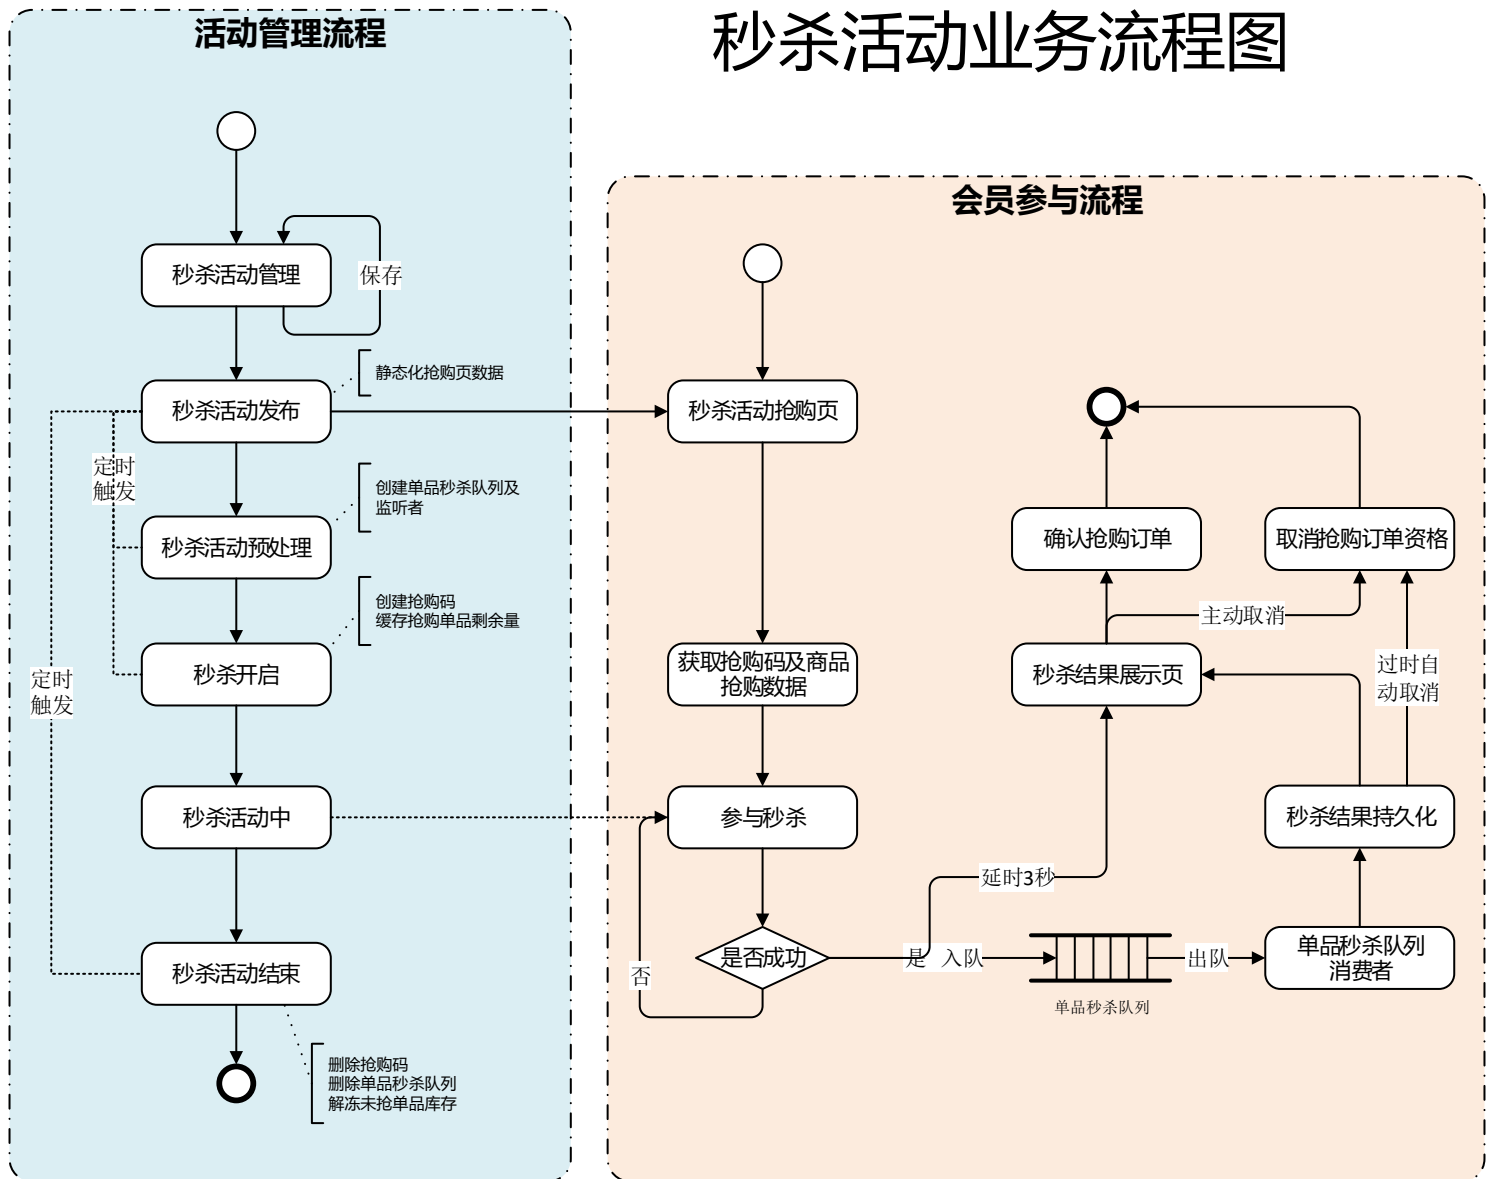 秒杀活动业务流程图
活动管理流程
秒杀活动管理
保存
秒杀活动发布
静态化抢购页数据
定时
触发
秒杀活动预处理
创建单品秒杀队列及
监听者
秒杀开启
创建抢购码
缓存抢购单品剩余量
定时
触发
秒杀活动中
秒杀活动结束
删除抢购码
删除单品秒杀队列
解冻未抢单品库存
会员参与流程
秒杀活动抢购页
获取抢购码及商品
抢购数据
参与秒杀
是否成功
否
是 入队
延时3秒
单品秒杀队列
出队
单品秒杀队列
消费者
秒杀结果持久化
秒杀结果展示页
过时自
动取消
主动取消
确认抢购订单
取消抢购订单资格